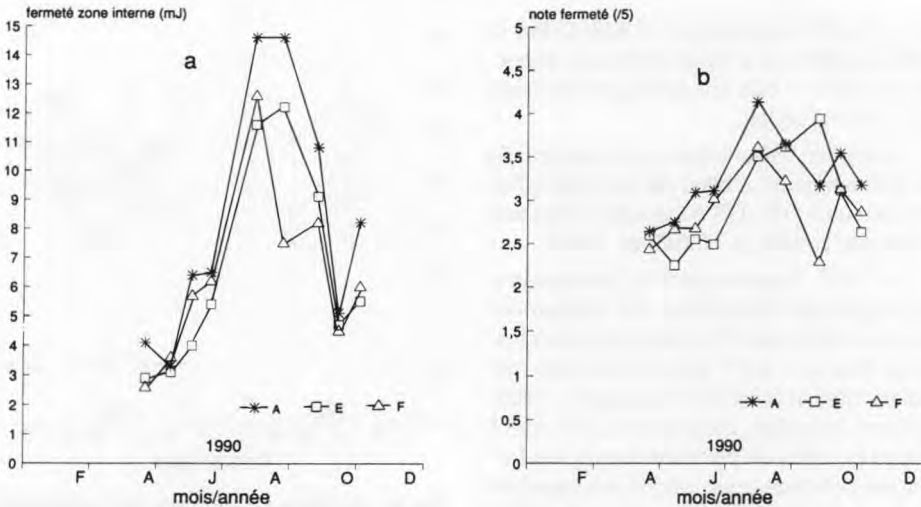 fermeté zone interne (mJ)
15
14
13
12
11
10
9
8
7
6
5
4
3
2
1
0
a
A E F
1990
F A J A O D
mois/année
note fermeté (/5)
5
4,5
4
3,5
3
2,5
2
1,5
1
0,5
0
b
A E F
1990
F A J A O D
mois/année